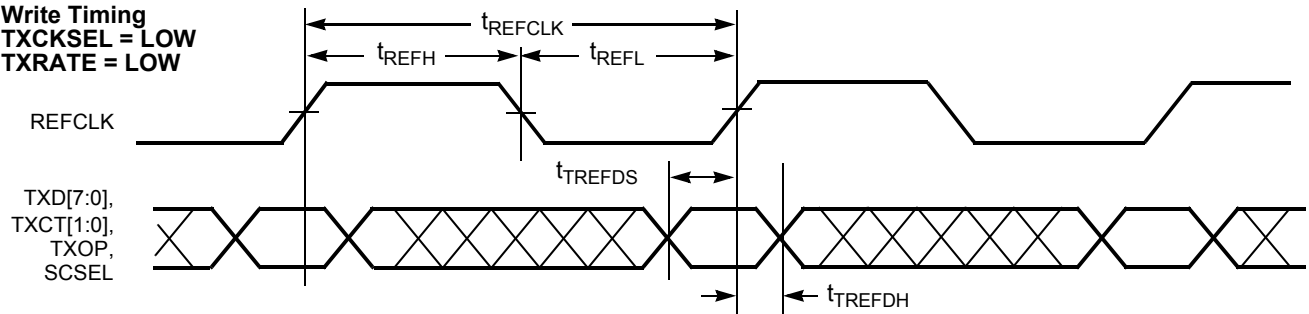 Write Timing
TXCKSEL = LOW
TXRATE = LOW
tREFCLK
tREFH
tREFL
REFCLK
tTREFDS
TXD[7:0],
TXCT[1:0],
TXOP,
SCSEL
tTREFDH